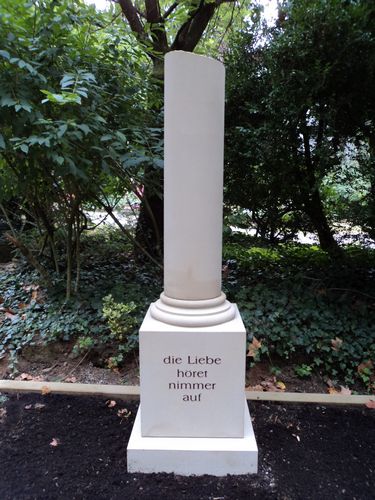 die Liebe
höret
nimmer
auf